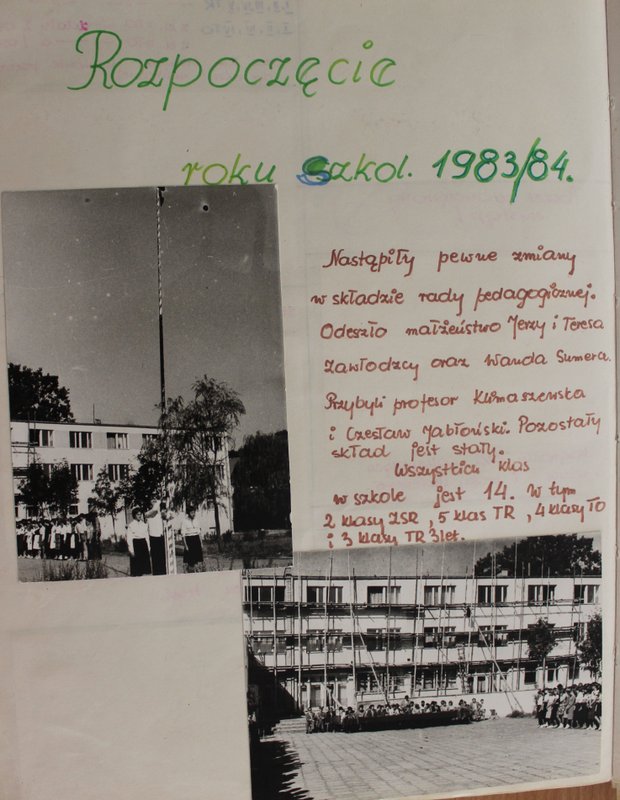 Rozpoczęcie
roku szkol. 1983/84.
Nastąpiły pewne zmiany
w składzie rady pedagogicznej.
Odeszło małżeństwo Jerzy i Teresa
Zawłodzcy oraz Wanda Sumera.
Przybyli profesor Klimaszewska
i Czesław Jabłoński. Pozostały
skład jest stały.
Wszystkich klas
w szkole jest 14. W tym
2 klasy ZSR, 5 klas TR, 4 klasy ŁO
i 3 klasy TR 3let.